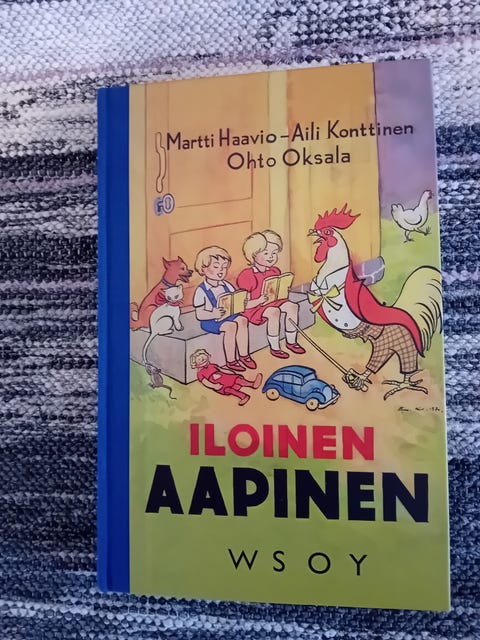 Martti Haavio – Aili Konttinen
Ohto Oksala
ILOINEN
AAPINEN
WSOY